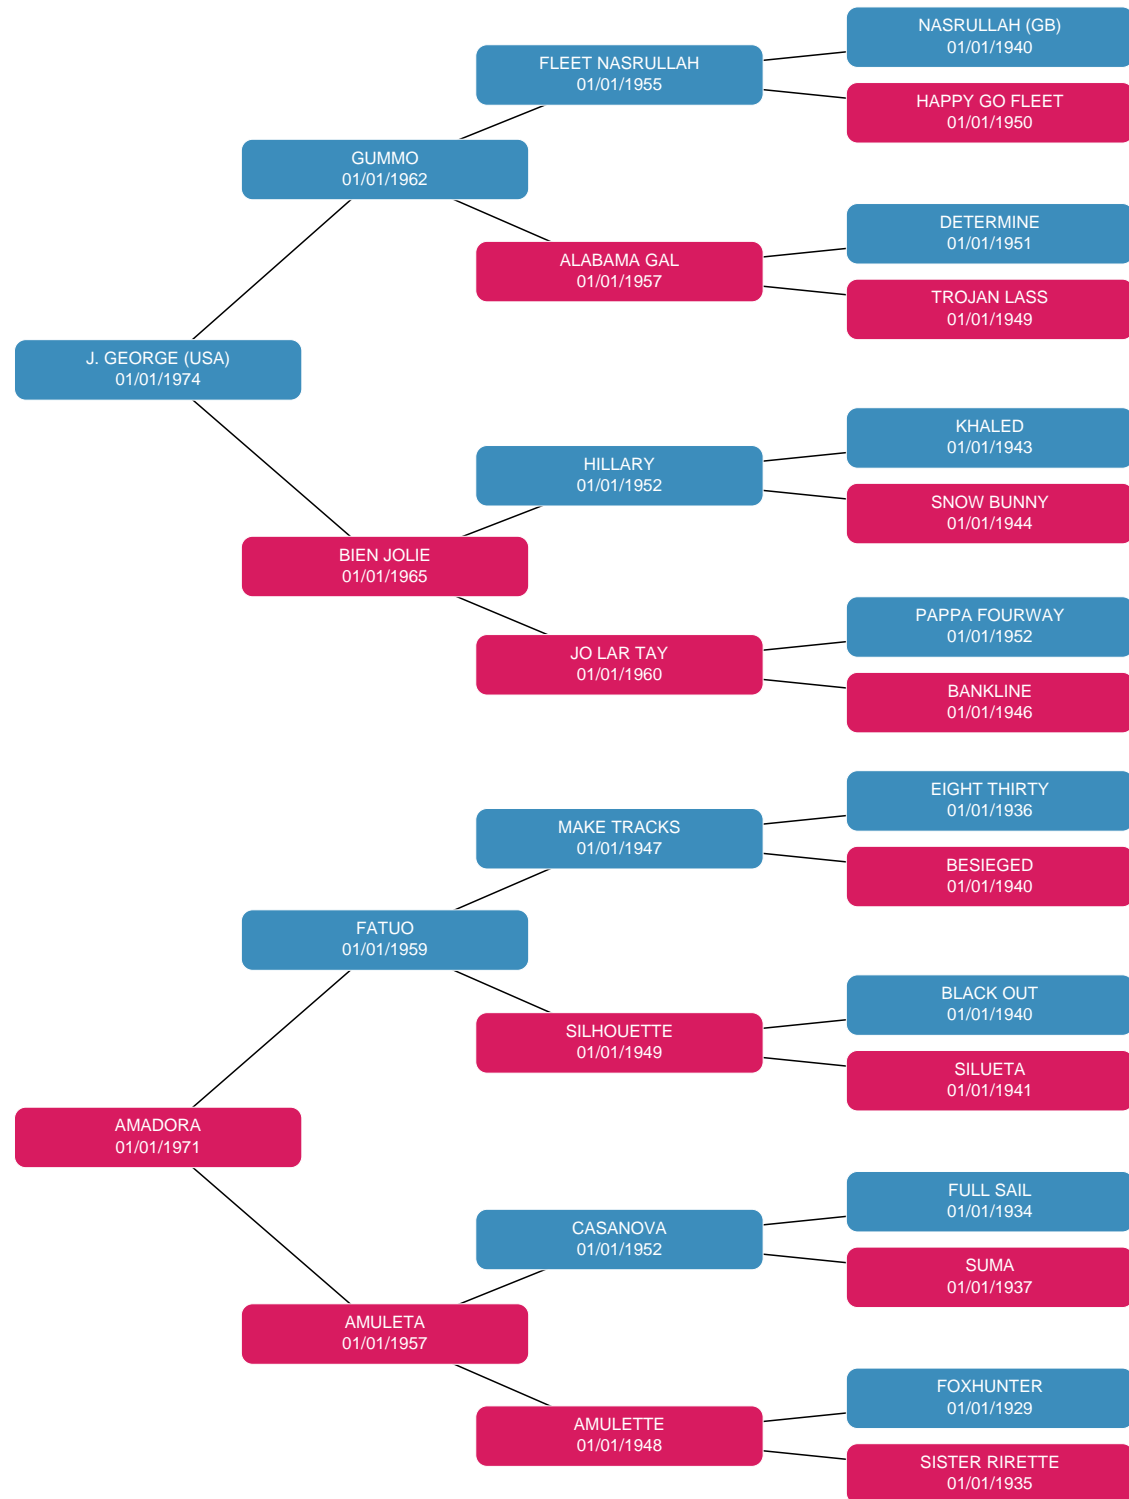 NASRULLAH (GB)
01/01/1940
FLEET NASRULLAH
01/01/1955
HAPPY GO FLEET
01/01/1950
GUMMO
01/01/1962
DETERMINE
01/01/1951
ALABAMA GAL
01/01/1957
TROJAN LASS
01/01/1949
J. GEORGE (USA)
01/01/1974
KHALED
01/01/1943
HILLARY
01/01/1952
SNOW BUNNY
01/01/1944
BIEN JOLIE
01/01/1965
PAPPA FOURWAY
01/01/1952
JO LAR TAY
01/01/1960
BANKLINE
01/01/1946
EIGHT THIRTY
01/01/1936
MAKE TRACKS
01/01/1947
BESIEGED
01/01/1940
FATUO
01/01/1959
BLACK OUT
01/01/1940
SILHOUETTE
01/01/1949
SILUETA
01/01/1941
AMADORA
01/01/1971
FULL SAIL
01/01/1934
CASANOVA
01/01/1952
SUMA
01/01/1937
AMULETA
01/01/1957
FOXHUNTER
01/01/1929
AMULETTE
01/01/1948
SISTER RIRETTE
01/01/1935